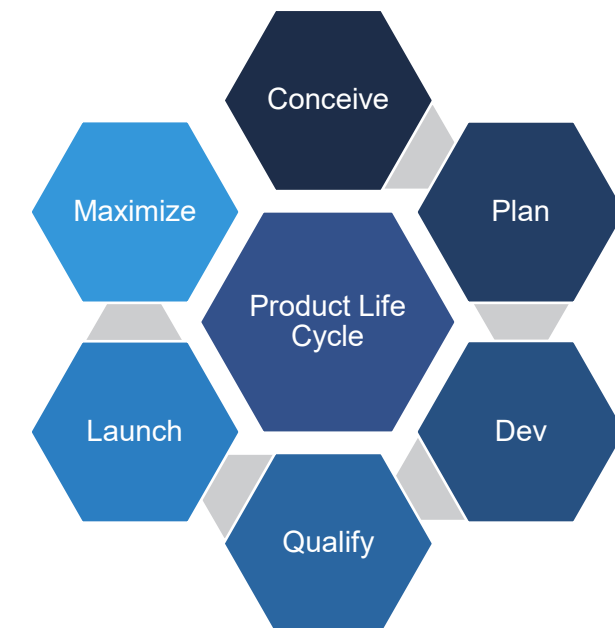 Conceive
Plan
Dev
Qualify
Launch
Maximize
Product Life
Cycle